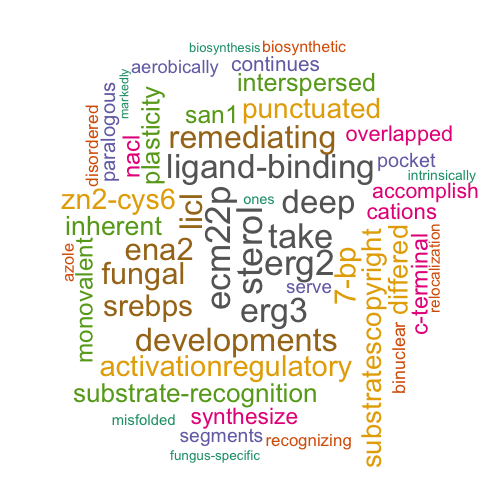 biosynthesis
biosynthetic
aerobically
continues
markedly
interspersed
disordered
paralogous
plasticity
san1
punctuated
nacl
remediating
overlapped
ligand-binding
pocket
intrinsically
zn2-cys6
licl
ones
deep
accomplish
cations
inherent
ecm22p
sterol
take
azole
monovalent
ena2
erg2
7-bp
substratescopyright
differed
c-terminal
relocalization
fungal
serve
srebps
erg3
binuclear
developments
activationregulatory
substrate-recognition
misfolded
synthesize
segments
recognizing
fungus-specific